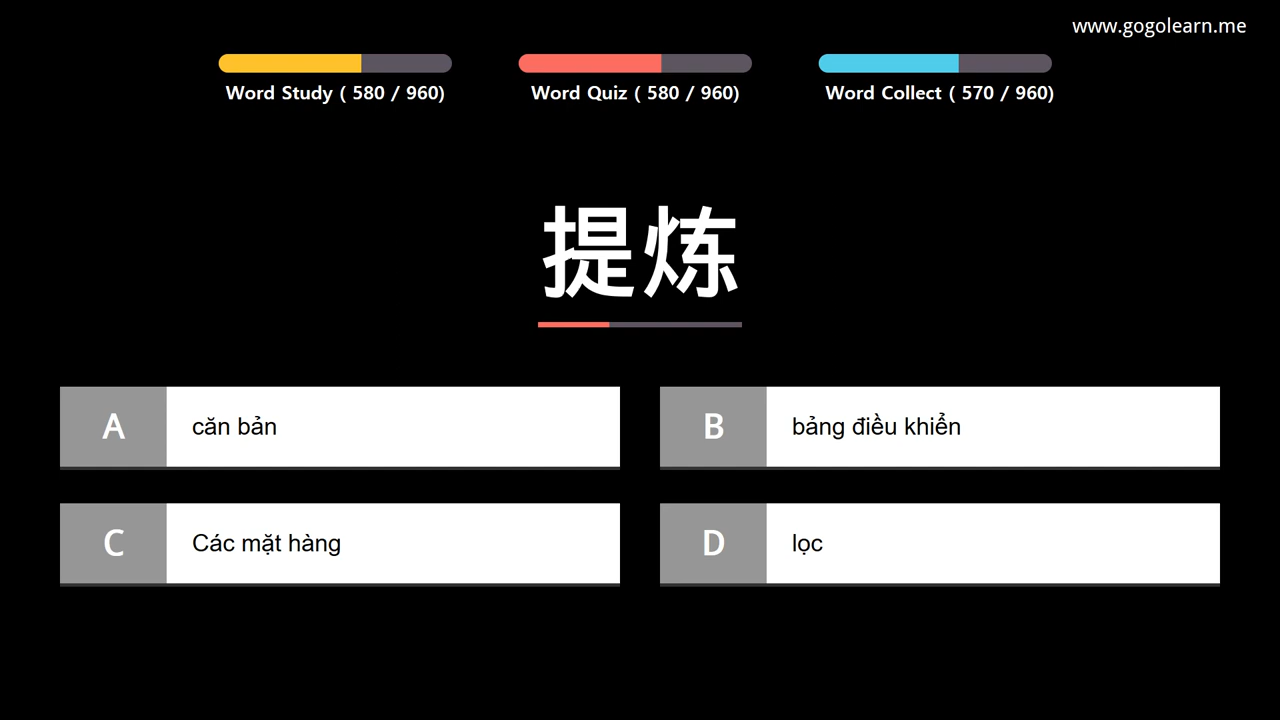 www.gogolearn.me
Word Study ( 580 / 960)
Word Quiz ( 580 / 960)
Word Collect ( 570 / 960)
提炼
A
căn bản
B
bảng điều khiển
C
Các mặt hàng
D
lọc